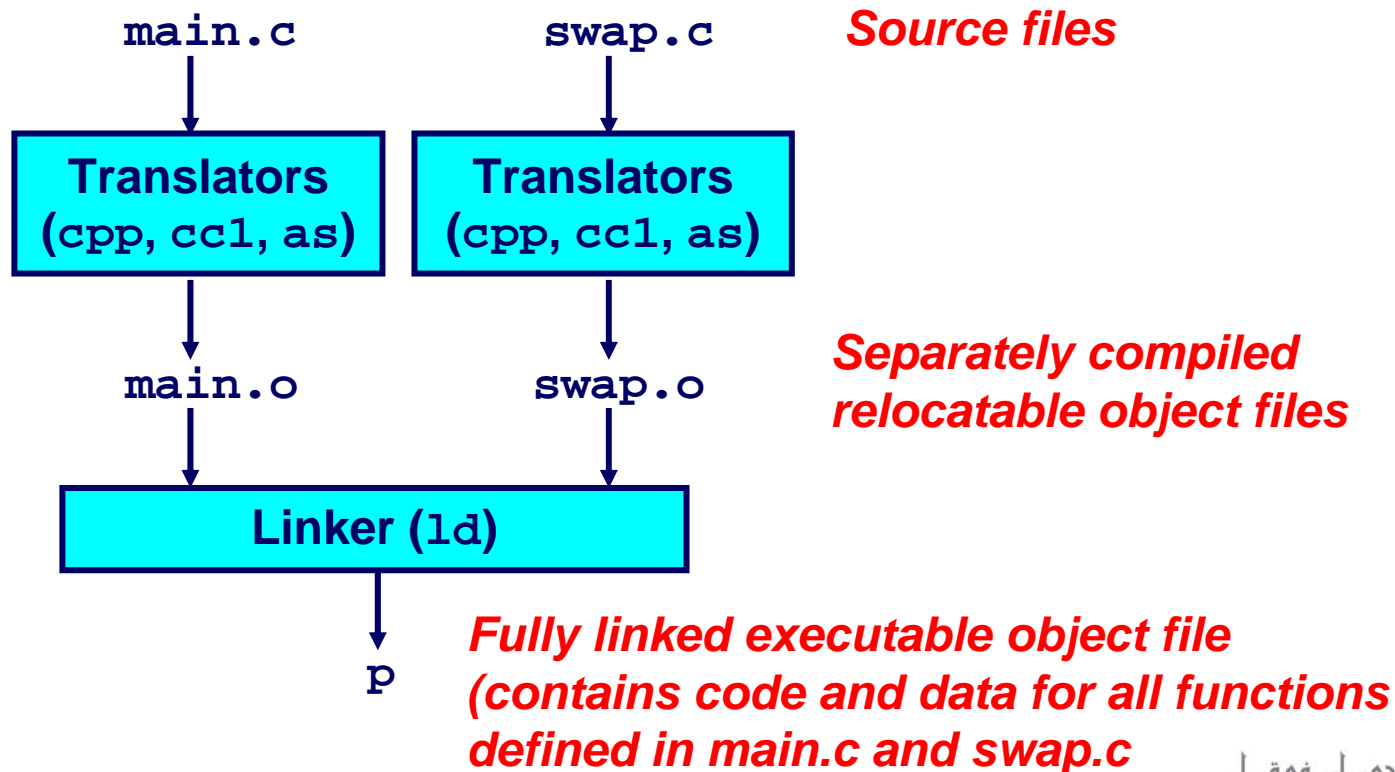 main.c swap.c Source files
Translators Translators
(cpp, cc1, as) (cpp, cc1, as)
Separately compiled
main.o swap.o
relocatable object files
Linker (ld)
Fully linked executable object file
p
(contains code and data for all functions
defined in main.c and swap.c